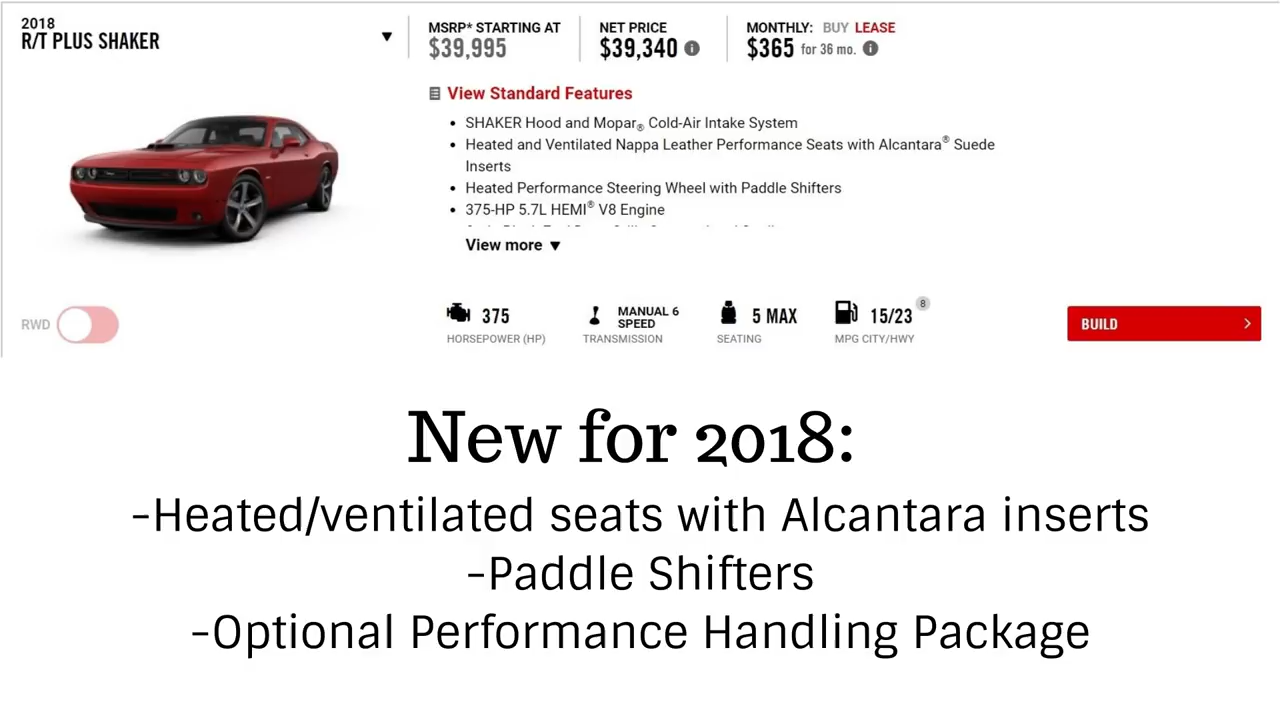 2018
R/T PLUS SHAKER
MSRP* STARTING AT
$39,995
NET PRICE
$39,340
MONTHLY: BUY LEASE
$365 for 36 mo.
View Standard Features
• SHAKER Hood and Mopar® Cold-Air Intake System
• Heated and Ventilated Nappa Leather Performance Seats with Alcantara® Suede
Inserts
• Heated Performance Steering Wheel with Paddle Shifters
• 375-HP 5.7L HEMI® V8 Engine
View more
RWD
375
HORSEPOWER (HP)
MANUAL 6
SPEED
TRANSMISSION
5 MAX
SEATING
15/23 8
MPG CITY/HWY
BUILD
New for 2018:
-Heated/ventilated seats with Alcantara inserts
-Paddle Shifters
-Optional Performance Handling Package